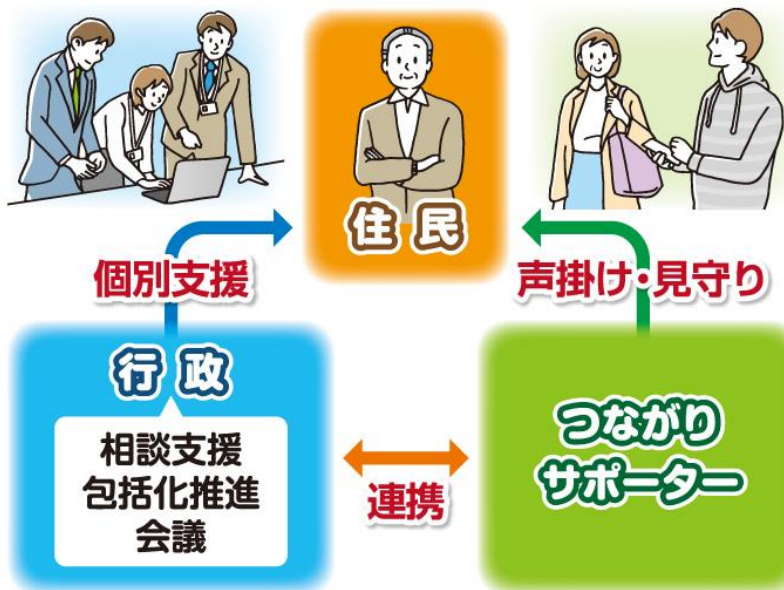 住民
個別支援
声掛け・見守り
行政
相談支援
包括化推進
会議
連携
つながり
サポーター